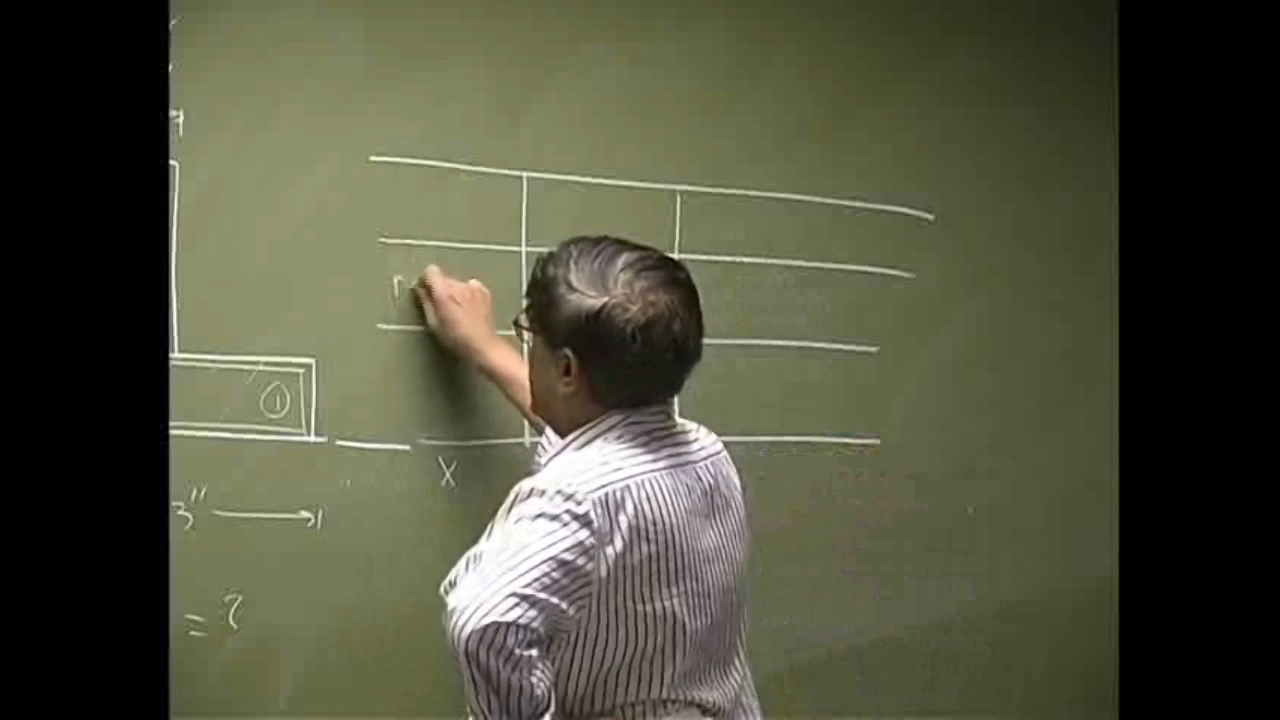 ①
X
3"
= ?